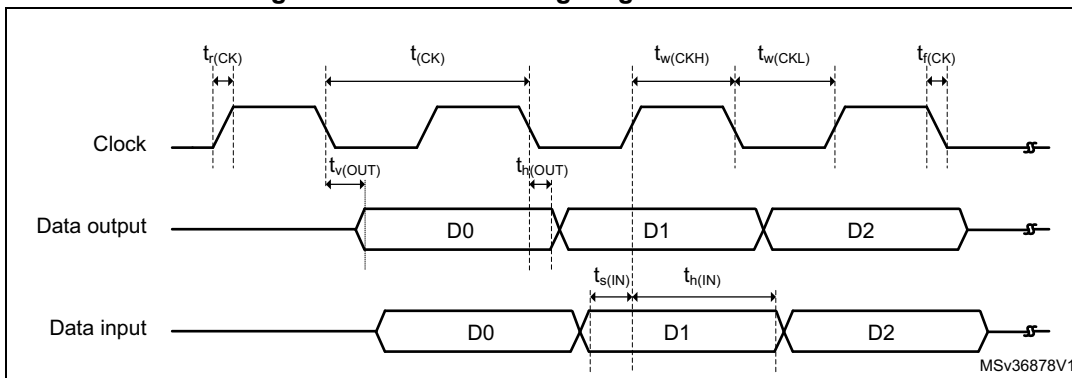 t_r(CK) t_(CK) t_w(CKH) t_w(CKL) t_f(CK)
Clock
t_v(OUT) t_h(OUT)
Data output D0 D1 D2
t_s(IN) t_h(IN)
Data input D0 D1 D2
MSv36878V1